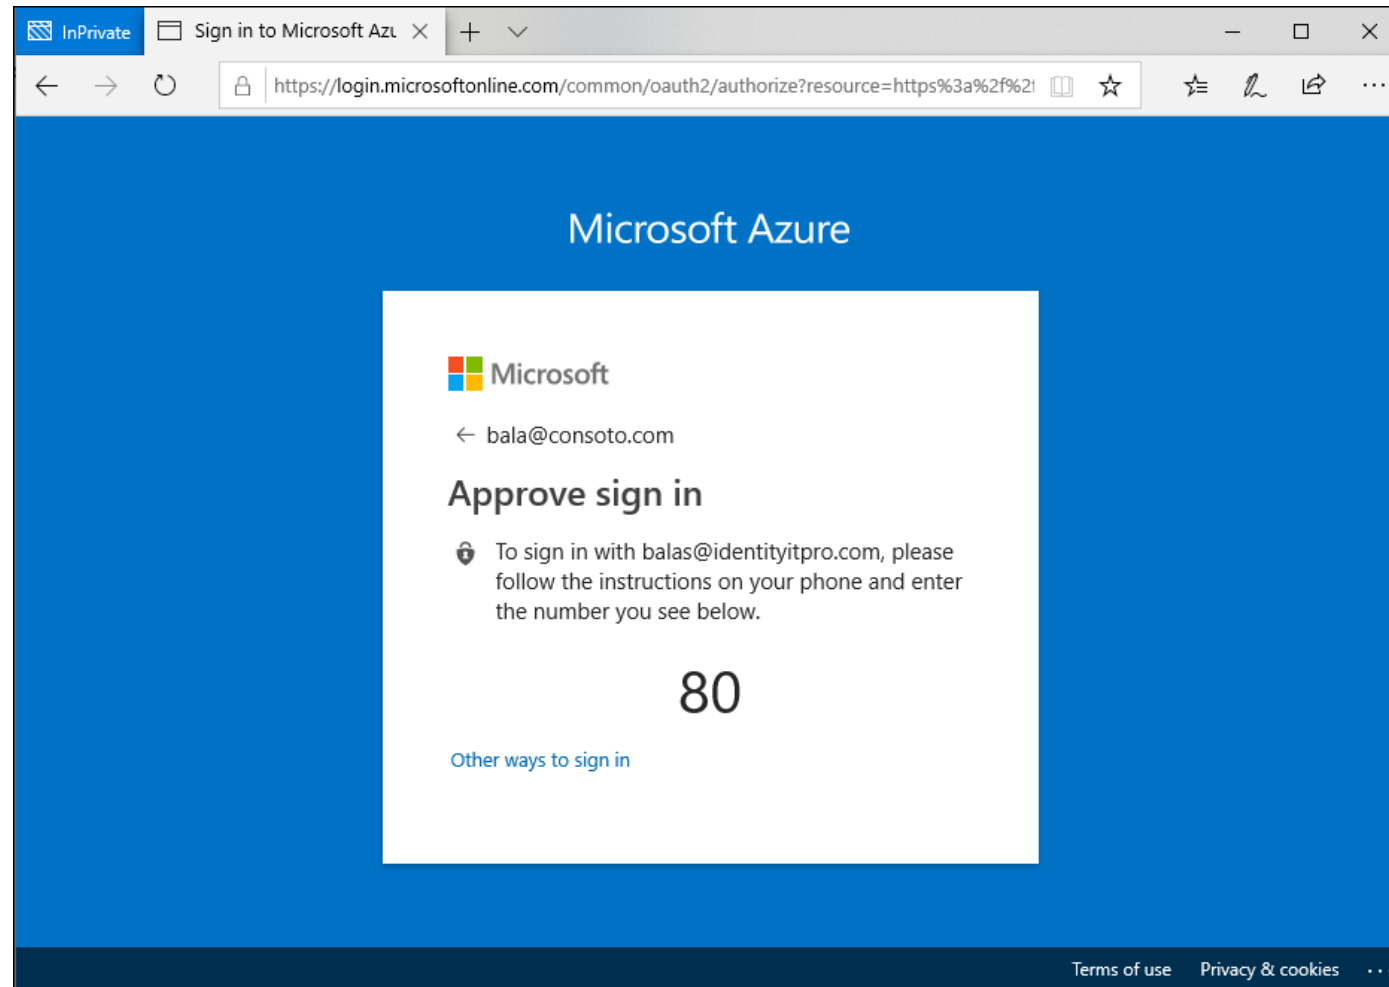 InPrivate
Sign in to Microsoft Azu
https://login.microsoftonline.com/common/oauth2/authorize?resource=https%3a%2f%2f
Microsoft Azure
Microsoft
bala@consoto.com
Approve sign in
To sign in with balas@identityitpro.com, please
follow the instructions on your phone and enter
the number you see below.
80
Other ways to sign in
Terms of use Privacy & cookies ...